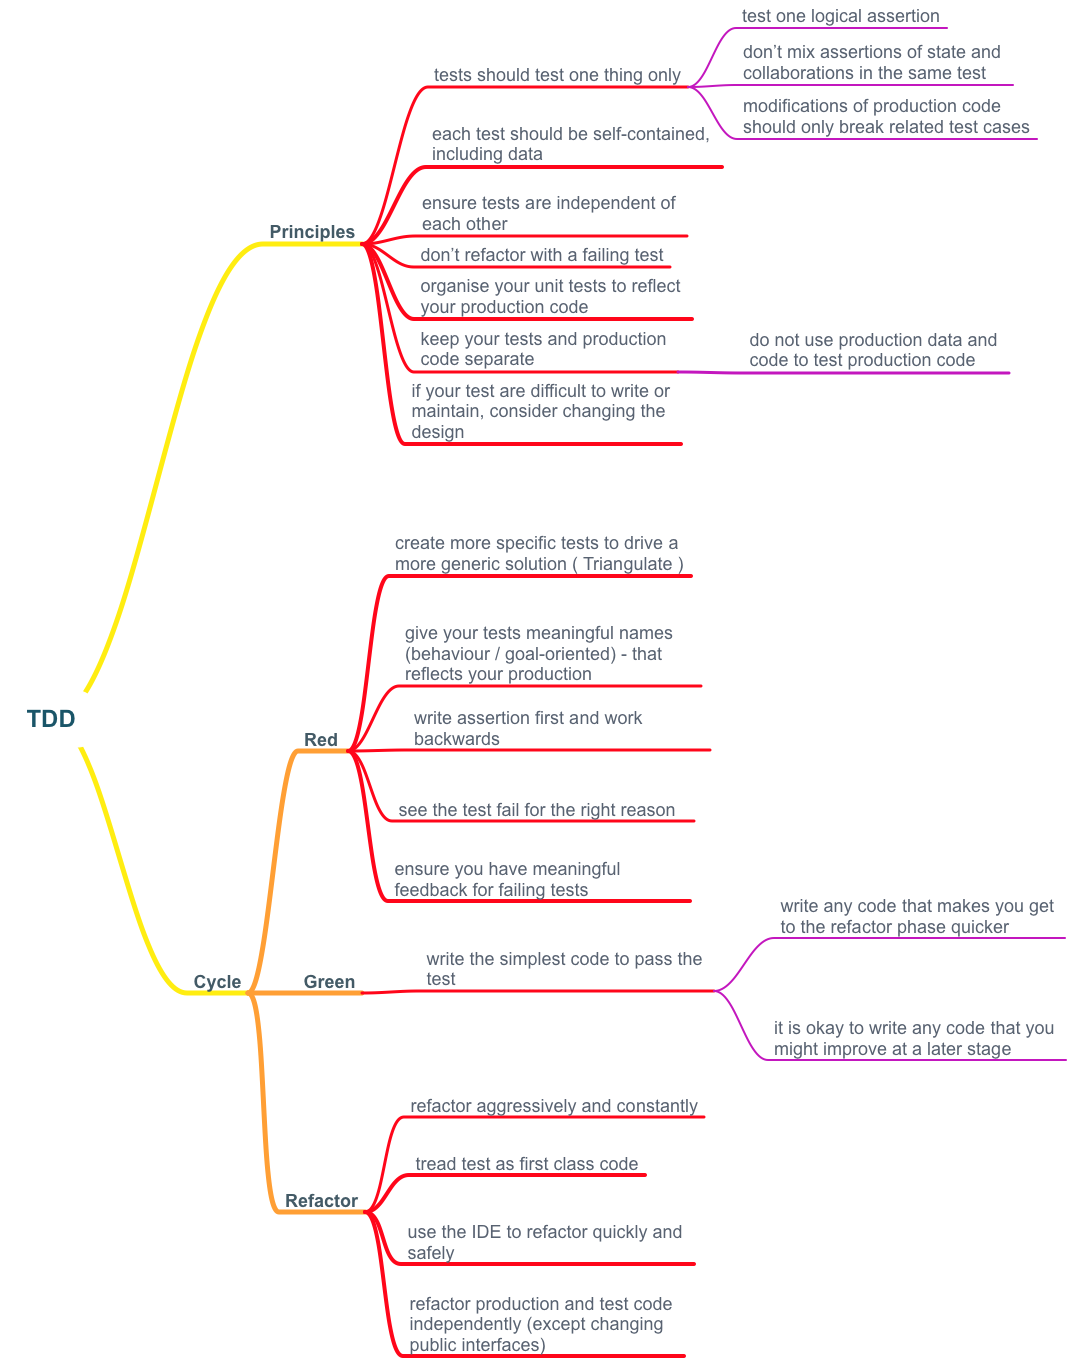 TDD
Principles
tests should test one thing only
test one logical assertion
don’t mix assertions of state and
collaborations in the same test
modifications of production code
should only break related test cases
each test should be self-contained,
including data
ensure tests are independent of
each other
don’t refactor with a failing test
organise your unit tests to reflect
your production code
keep your tests and production
code separate
do not use production data and
code to test production code
if your test are difficult to write or
maintain, consider changing the
design
Cycle
Red
create more specific tests to drive a
more generic solution ( Triangulate )
give your tests meaningful names
(behaviour / goal-oriented) - that
reflects your production
write assertion first and work
backwards
see the test fail for the right reason
ensure you have meaningful
feedback for failing tests
Green
write the simplest code to pass the
test
write any code that makes you get
to the refactor phase quicker
it is okay to write any code that you
might improve at a later stage
Refactor
refactor aggressively and constantly
tread test as first class code
use the IDE to refactor quickly and
safely
refactor production and test code
independently (except changing
public interfaces)